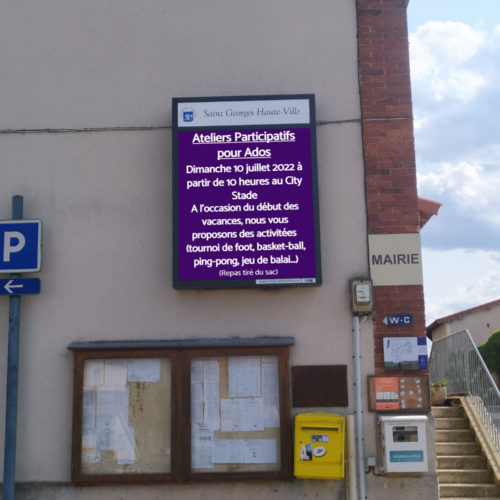 Saint Georges Haute-Ville
Ateliers Participatifs
pour Ados
Dimanche 10 juillet 2022 à
partir de 10 heures au City
Stade
A l'occasion du début des
vacances, nous vous
proposons des activitées
(tournoi de foot, basket-ball,
ping-pong, jeu de balai...)
(Repas tiré du sac)
P
MAIRIE
W-C